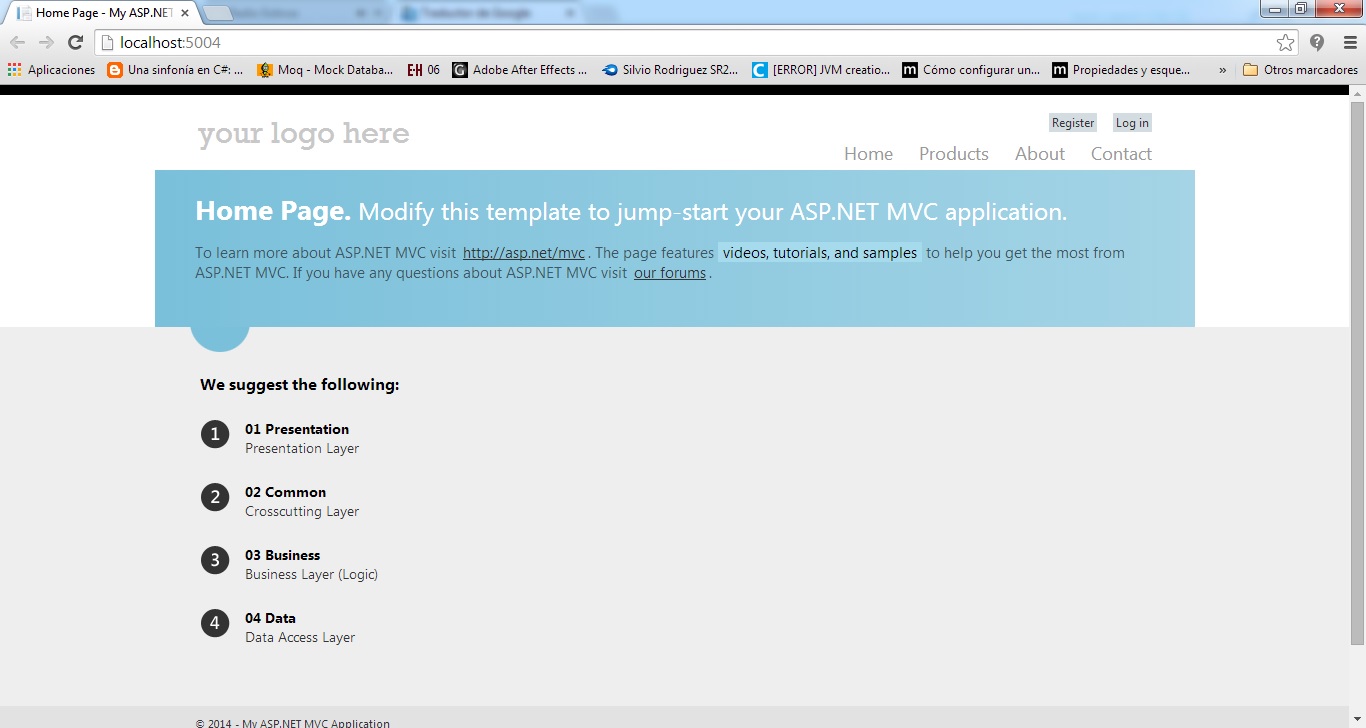 Home Page - My ASP.NET
Traductor de Google
localhost:5004
Aplicaciones
Una sinfonía en C#: ...
Moq - Mock Databa...
E-H 06
Adobe After Effects ...
Silvio Rodriguez SR2...
[ERROR] JVM creatio...
Cómo configurar un...
Propiedades y esque...
»
Otros marcadores
your logo here
Register
Log in
Home
Products
About
Contact
Home Page. Modify this template to jump-start your ASP.NET MVC application.
To learn more about ASP.NET MVC visit http://asp.net/mvc. The page features videos, tutorials, and samples to help you get the most from
ASP.NET MVC. If you have any questions about ASP.NET MVC visit our forums.
We suggest the following:
1
01 Presentation
Presentation Layer
2
02 Common
Crosscutting Layer
3
03 Business
Business Layer (Logic)
4
04 Data
Data Access Layer
© 2014 - My ASP.NET MVC Application